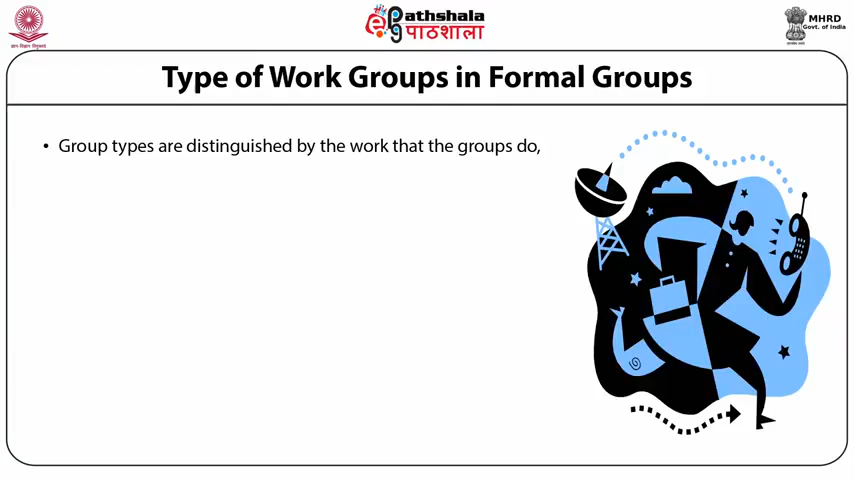 ePathshala
पाठशाला
MHRD
Govt. of India
Type of Work Groups in Formal Groups
• Group types are distinguished by the work that the groups do,